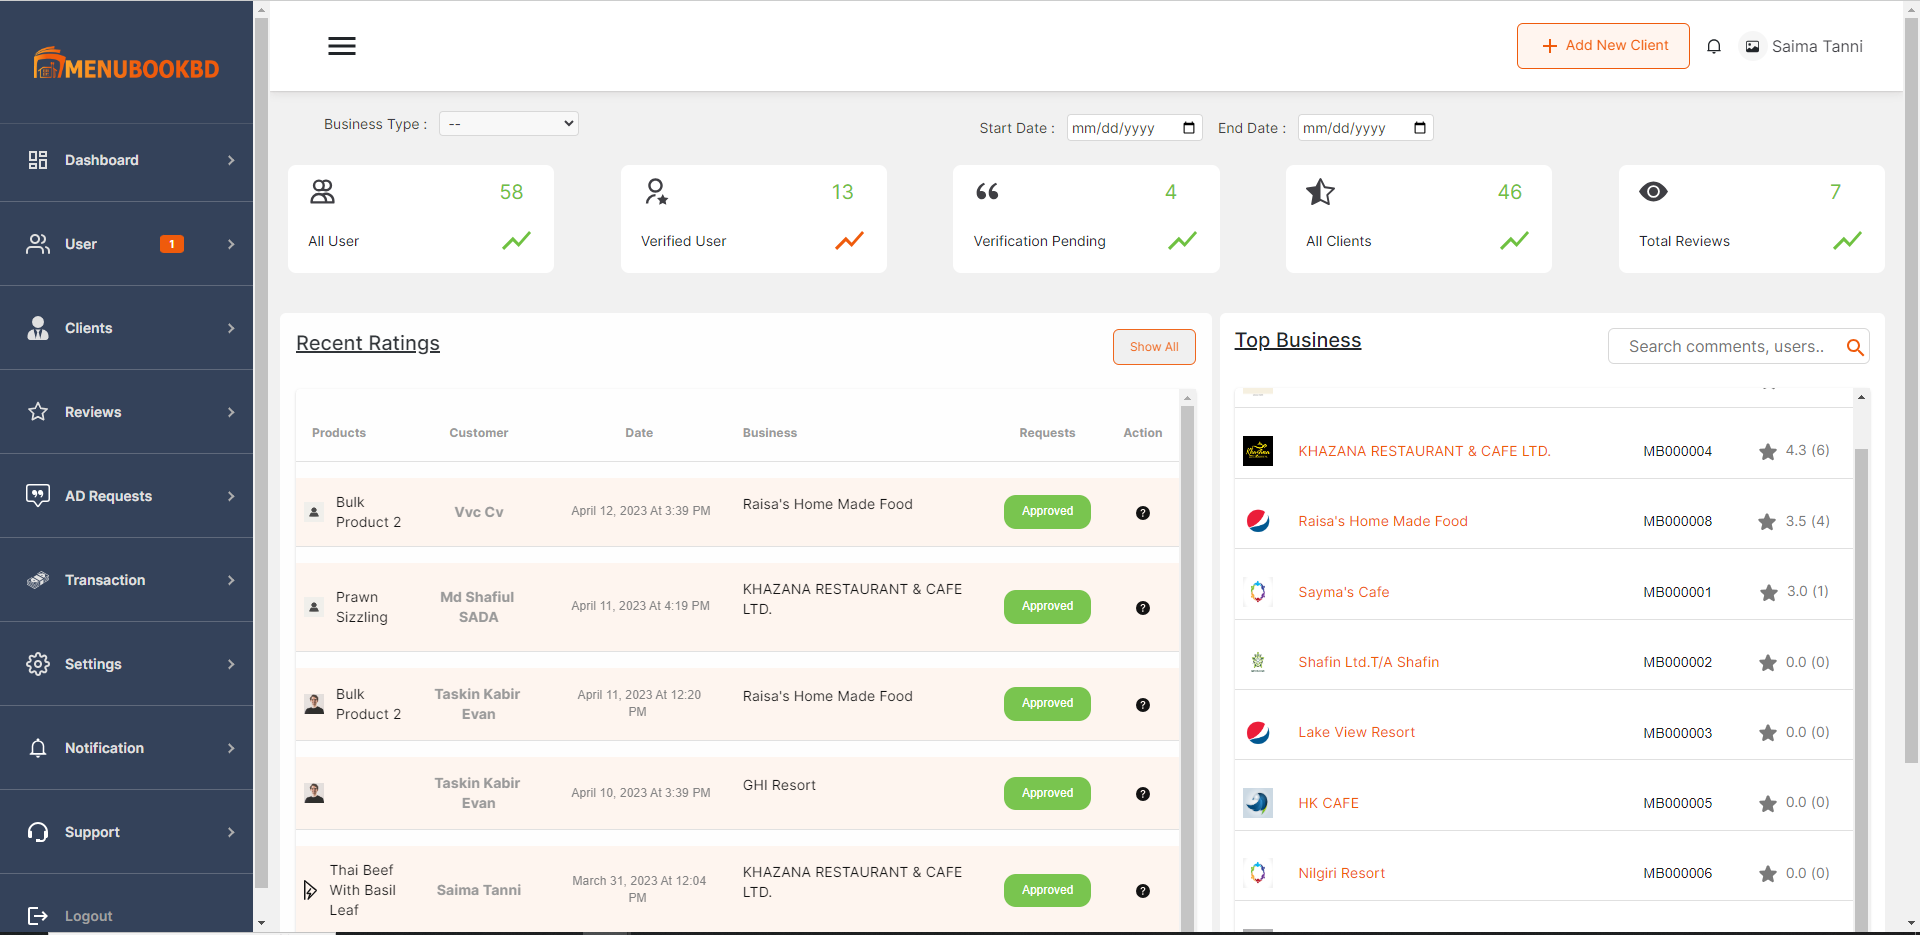 MENUBOOKBD
Add New Client
Saima Tanni
Business Type :
--
Start Date :
mm/dd/yyyy
End Date :
mm/dd/yyyy
Dashboard
User
1
Clients
Reviews
AD Requests
Transaction
Settings
Notification
Support
Logout
58
All User
13
Verified User
4
Verification Pending
46
All Clients
7
Total Reviews
Recent Ratings
Show All
Products Customer Date Business Requests Action
Bulk
Product 2
Vvc Cv
April 12, 2023 At 3:39 PM
Raisa's Home Made Food
Approved
Prawn
Sizzling
Md Shafiul
SADA
April 11, 2023 At 4:19 PM
KHAZANA RESTAURANT & CAFE
LTD.
Approved
Bulk
Product 2
Taskin Kabir
Evan
April 11, 2023 At 12:20
PM
Raisa's Home Made Food
Approved
Taskin Kabir
Evan
April 10, 2023 At 3:39 PM
GHI Resort
Approved
Thai Beef
With Basil
Leaf
Saima Tanni
March 31, 2023 At 12:04
PM
KHAZANA RESTAURANT & CAFE
LTD.
Approved
Top Business
Search comments, users..
KHAZANA RESTAURANT & CAFE LTD. MB000004 4.3 (6)
Raisa's Home Made Food MB000008 3.5 (4)
Sayma's Cafe MB000001 3.0 (1)
Shafin Ltd.T/A Shafin MB000002 0.0 (0)
Lake View Resort MB000003 0.0 (0)
HK CAFE MB000005 0.0 (0)
Nilgiri Resort MB000006 0.0 (0)